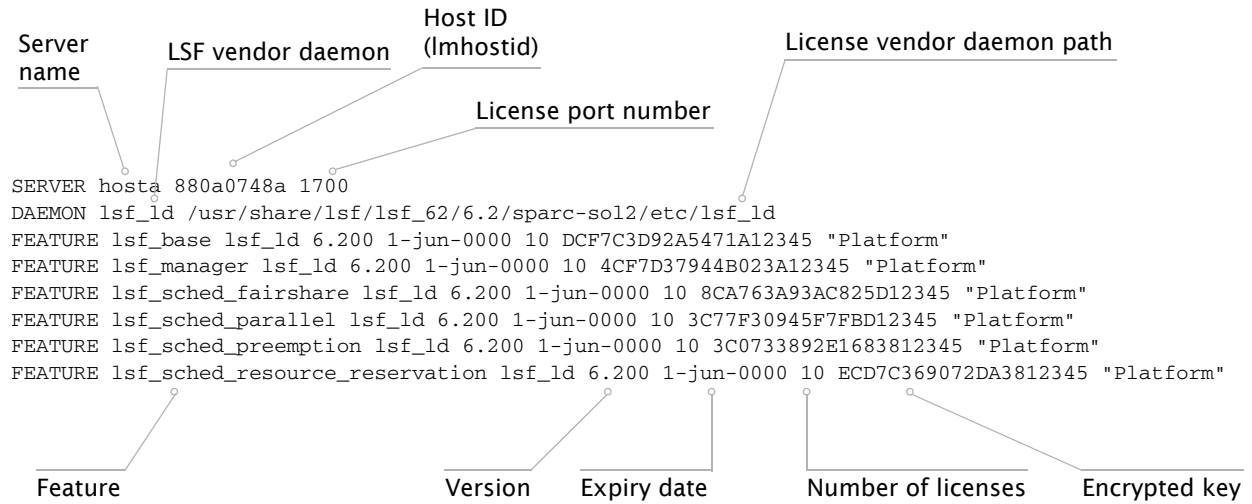 Host ID
(lmhostid)
Server
name
LSF vendor daemon
License vendor daemon path
License port number
SERVER hosta 880a0748a 1700
DAEMON lsf_ld /usr/share/lsf/lsf_62/6.2/sparc-sol2/etc/lsf_ld
FEATURE lsf_base lsf_ld 6.200 1-jun-0000 10 DCF7C3D92A5471A12345 "Platform"
FEATURE lsf_manager lsf_ld 6.200 1-jun-0000 10 4CF7D37944B023A12345 "Platform"
FEATURE lsf_sched_fairshare lsf_ld 6.200 1-jun-0000 10 8CA763A93AC825D12345 "Platform"
FEATURE lsf_sched_parallel lsf_ld 6.200 1-jun-0000 10 3C77F30945F7FBD12345 "Platform"
FEATURE lsf_sched_preemption lsf_ld 6.200 1-jun-0000 10 3C0733892E1683812345 "Platform"
FEATURE lsf_sched_resource_reservation lsf_ld 6.200 1-jun-0000 10 ECD7C369072DA3812345 "Platform"
Feature
Version
Expiry date
Number of licenses
Encrypted key